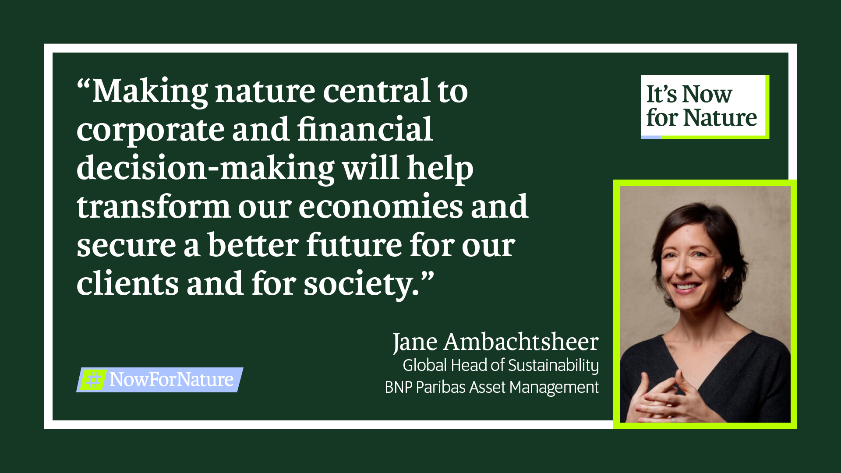 “Making nature central to
corporate and financial
decision-making will help
transform our economies and
secure a better future for our
clients and for society.”
It’s Now
for Nature
Jane Ambachtsheer
Global Head of Sustainability
BNP Paribas Asset Management
#NowForNature